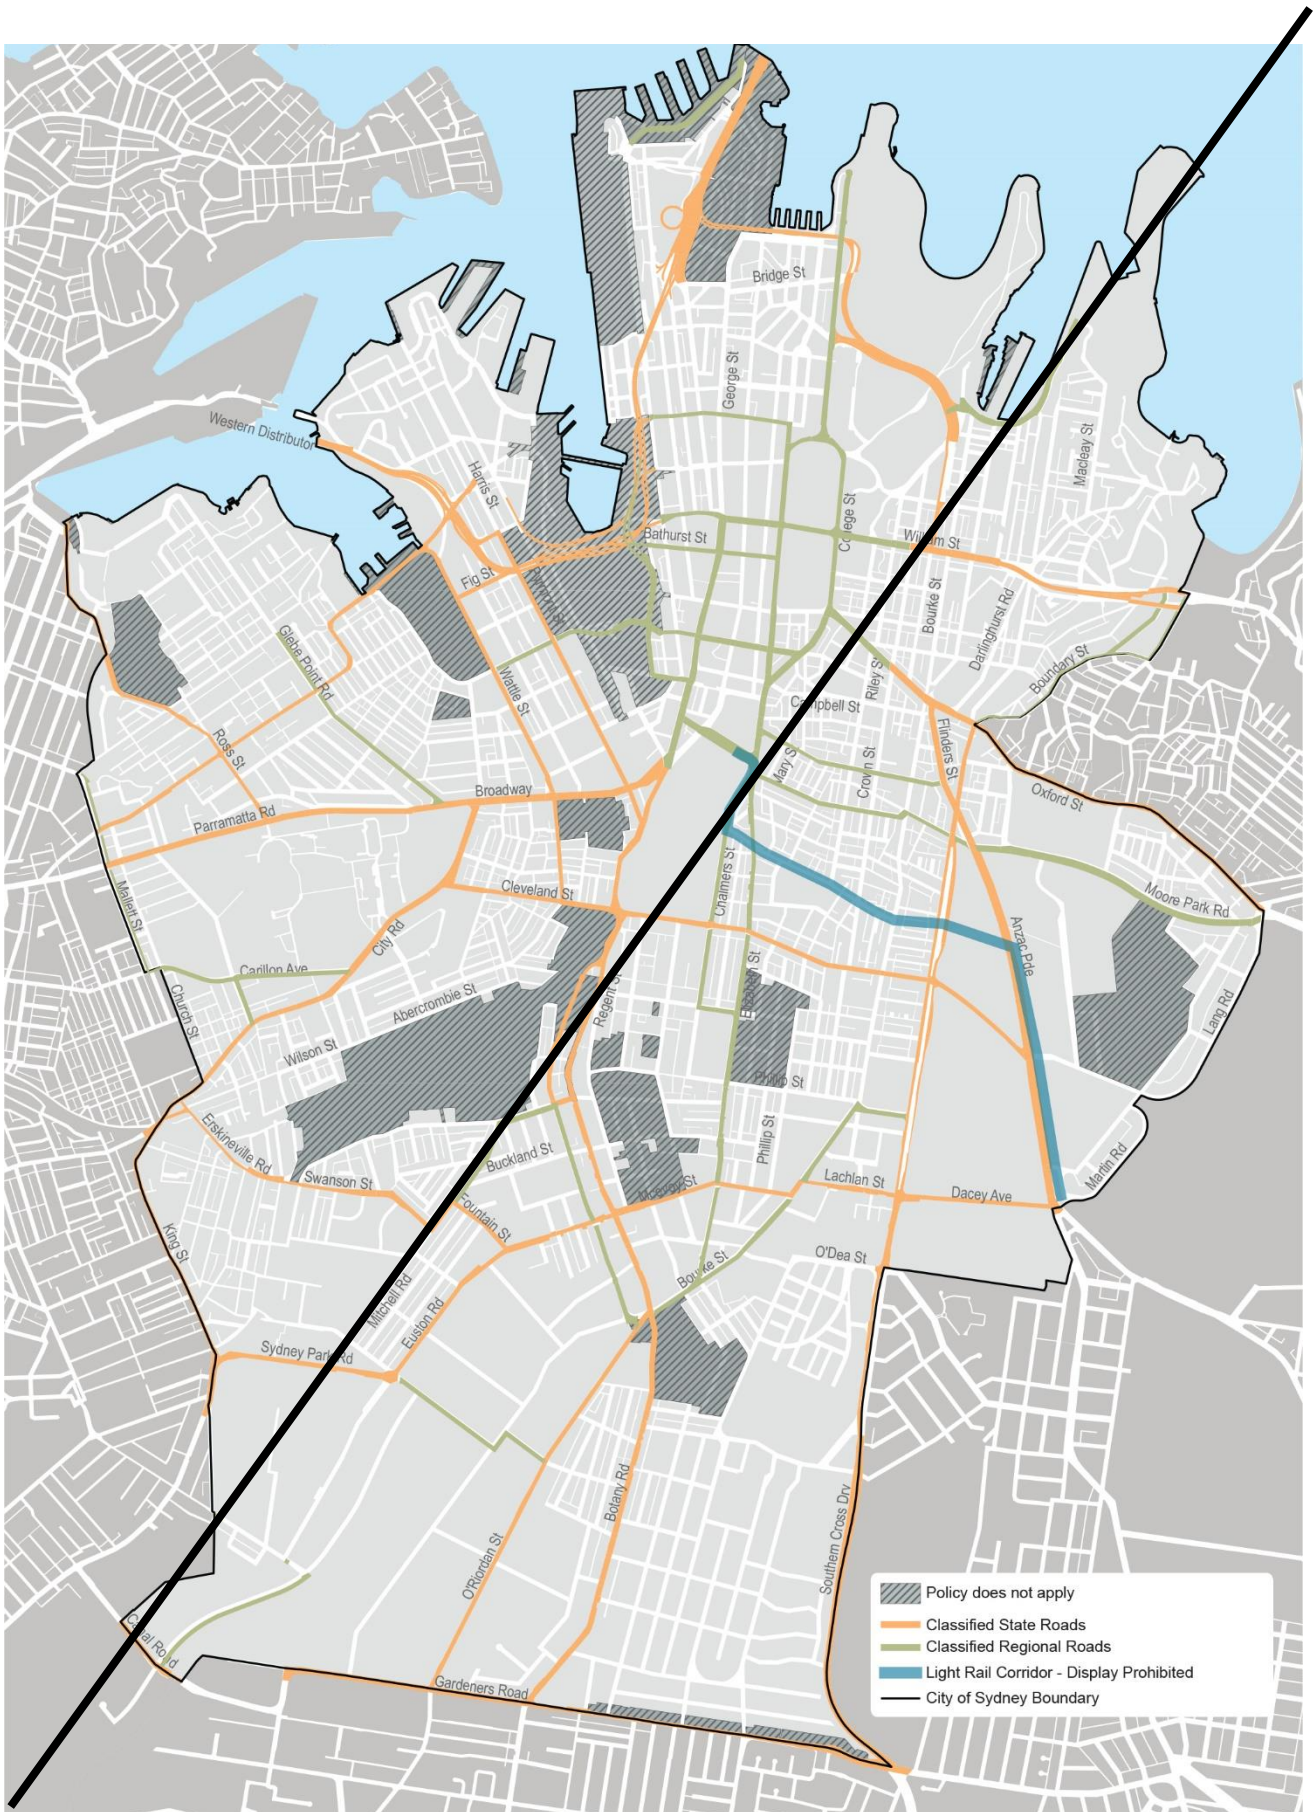 Bridge St
George St
Western Distributor
Macleay St
Harris St
College St
Bathurst St
William St
Fig St
Bourke St
Darlinghurst Rd
Glebe Point Rd
Boundary St
Wattle St
Riley S
Campbell St
Ross St
Flinders St
Mary S
Crown St
Broadway
Oxford St
Parramatta Rd
Chalmers St
Cleveland St
Moore Park Rd
Mallett St
City Rd
Anzac Pde
Carillon Ave
Elizabeth St
Abercrombie St
Regent St
Church St
Lang Rd
Wilson St
Phillip St
Erskineville Rd
Phillip St
Buckland St
Martin Rd
Swanson St
Lachlan St
McEvoy St
Dacey Ave
Fountain St
King St
O'Dea St
Bourke St
Mitchell Rd
Euston Rd
Sydney Park Rd
Botany Rd
Southern Cross Drv
O'Riordan St
Canal Road
Gardeners Road
Policy does not apply
Classified State Roads
Classified Regional Roads
Light Rail Corridor - Display Prohibited
City of Sydney Boundary